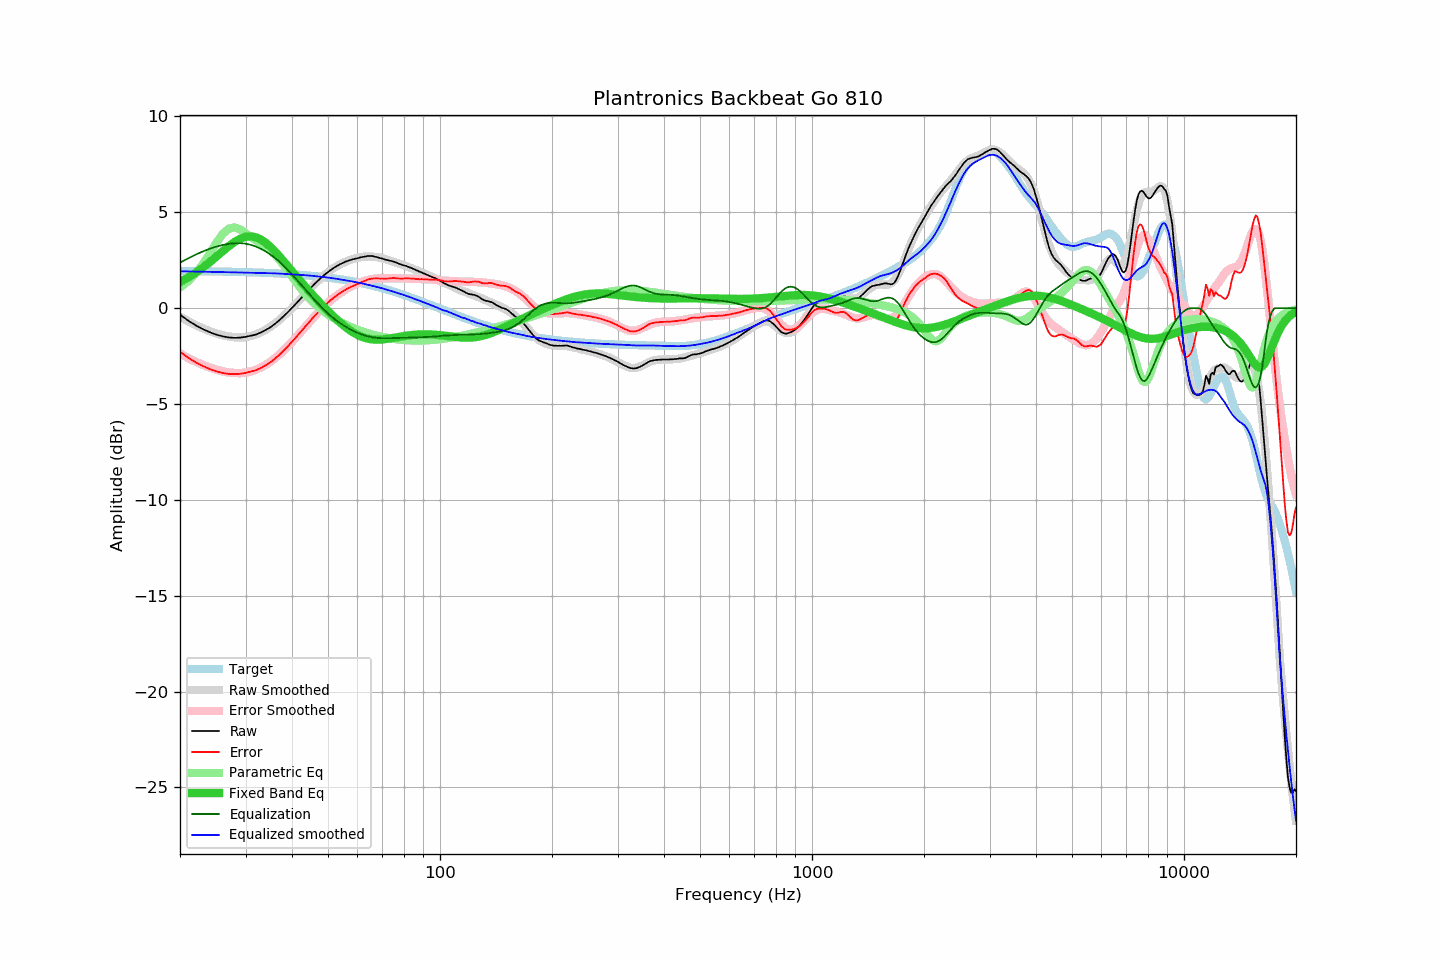 Plantronics Backbeat Go 810
10
5
0
−5
−10
−15
−20
−25
Amplitude (dBr)
Target
Raw Smoothed
Error Smoothed
Raw
Error
Parametric Eq
Fixed Band Eq
Equalization
Equalized smoothed
100
1000
10000
Frequency (Hz)